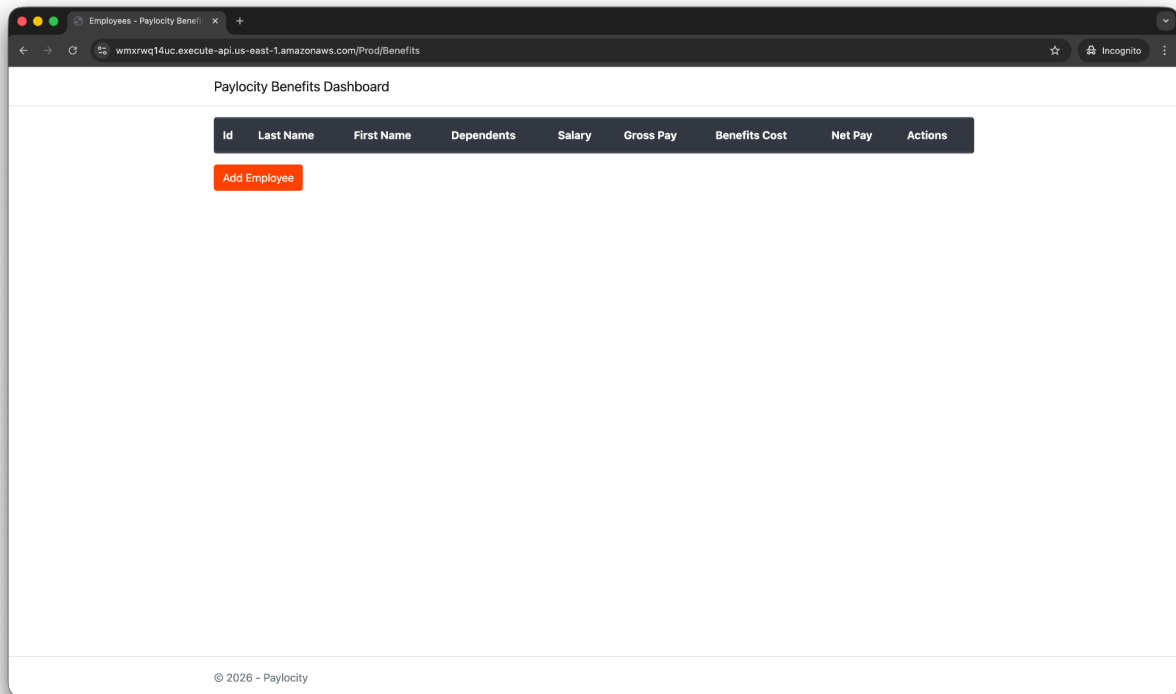 Employees - Paylocity Benefi
wmxrwq14uc.execute-api.us-east-1.amazonaws.com/Prod/Benefits
Incognito
Paylocity Benefits Dashboard
Id Last Name First Name Dependents Salary Gross Pay Benefits Cost Net Pay Actions
Add Employee
© 2026 - Paylocity